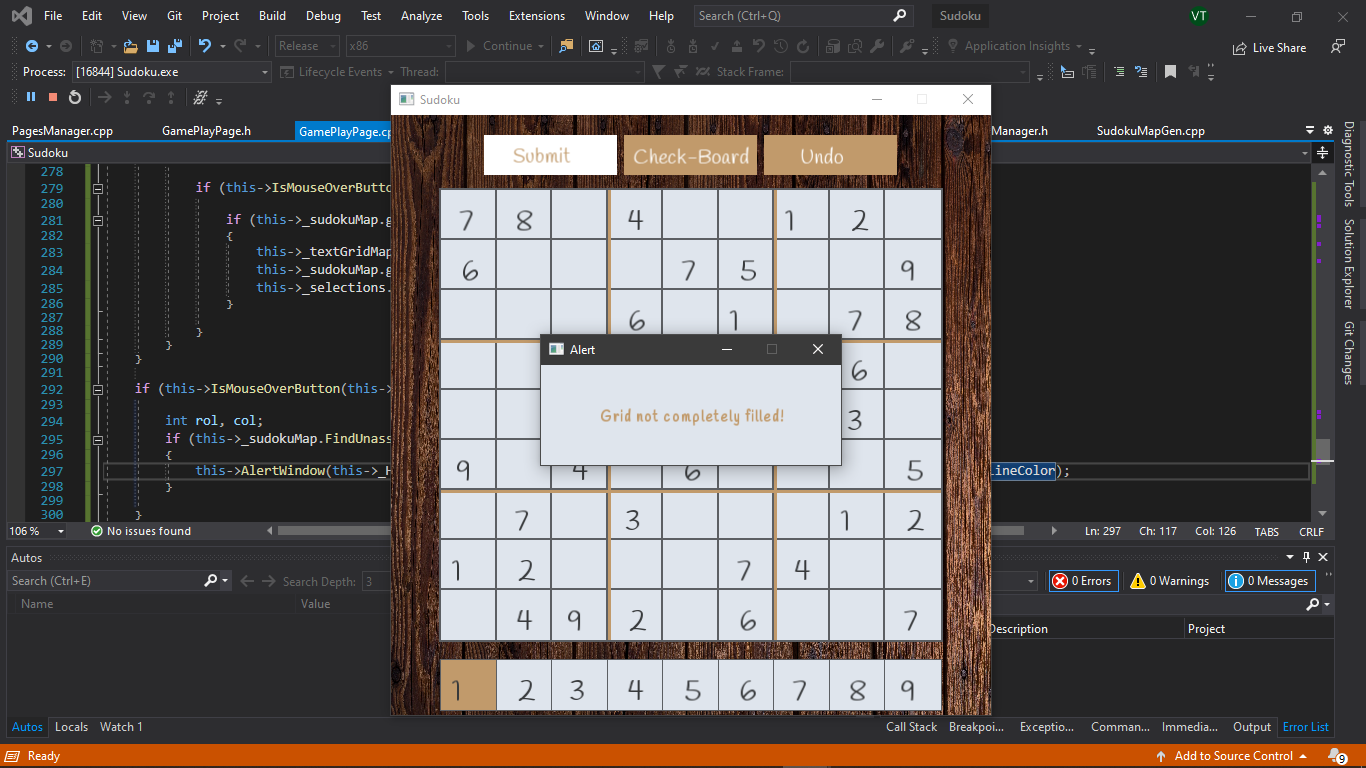 File Edit View Git Project Build Debug Test Analyze Tools Extensions Window Help Search (Ctrl+Q) Sudoku VT
Release x86 Continue Application Insights Live Share
Process: [16844] Sudoku.exe Lifecycle Events Thread: Stack Frame:
Sudoku
PagesManager.cpp GamePlayPage.h GamePlayPage.cp Manager.h SudokuMapGen.cpp
Sudoku
Submit Check-Board Undo
278
279 if (this->IsMouseOverButto
280
281 if (this->_sudokuMap.g
282 {
283 this->_textGridMap
284 this->_sudokuMap.g
285 this->_selections.
286 }
287
288 }
289 }
290 }
291
292 if (this->IsMouseOverButton(this->
293
294 int rol, col;
295 if (this->_sudokuMap.FindUnass
296 {
297 this->AlertWindow(this->_H ineColor);
298 }
299
300 }
7 8 4 1 2
6 7 5 9
6 1 7 8
Alert
Grid not completely filled!
6
3
9 4 6 5
7 3 1 2
1 2 7 4
4 9 2 6 7
1 2 3 4 5 6 7 8 9
106 % No issues found Ln: 297 Ch: 117 Col: 126 TABS CRLF
Autos
Search (Ctrl+E) Search Depth: 3 0 Errors 0 Warnings 0 Messages
Name Value
Description Project
Autos Locals Watch 1 Call Stack Breakpoi... Exceptio... Comman... Immedia... Output Error List
Ready Add to Source Control 9
Diagnostic Tools
Solution Explorer
Git Changes